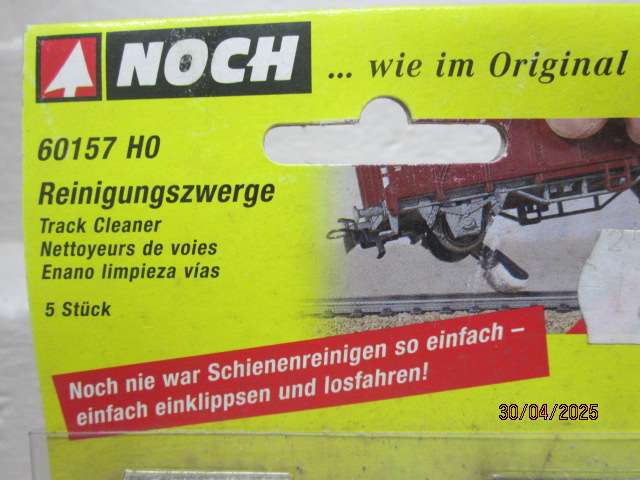 NOCH ... wie im Original
60157 H0
Reinigungszwerge
Track Cleaner
Nettoyeurs de voies
Enano limpieza vías
5 Stück
Noch nie war Schienenreinigen so einfach –
einfach einklippsen und losfahren!
30/04/2025